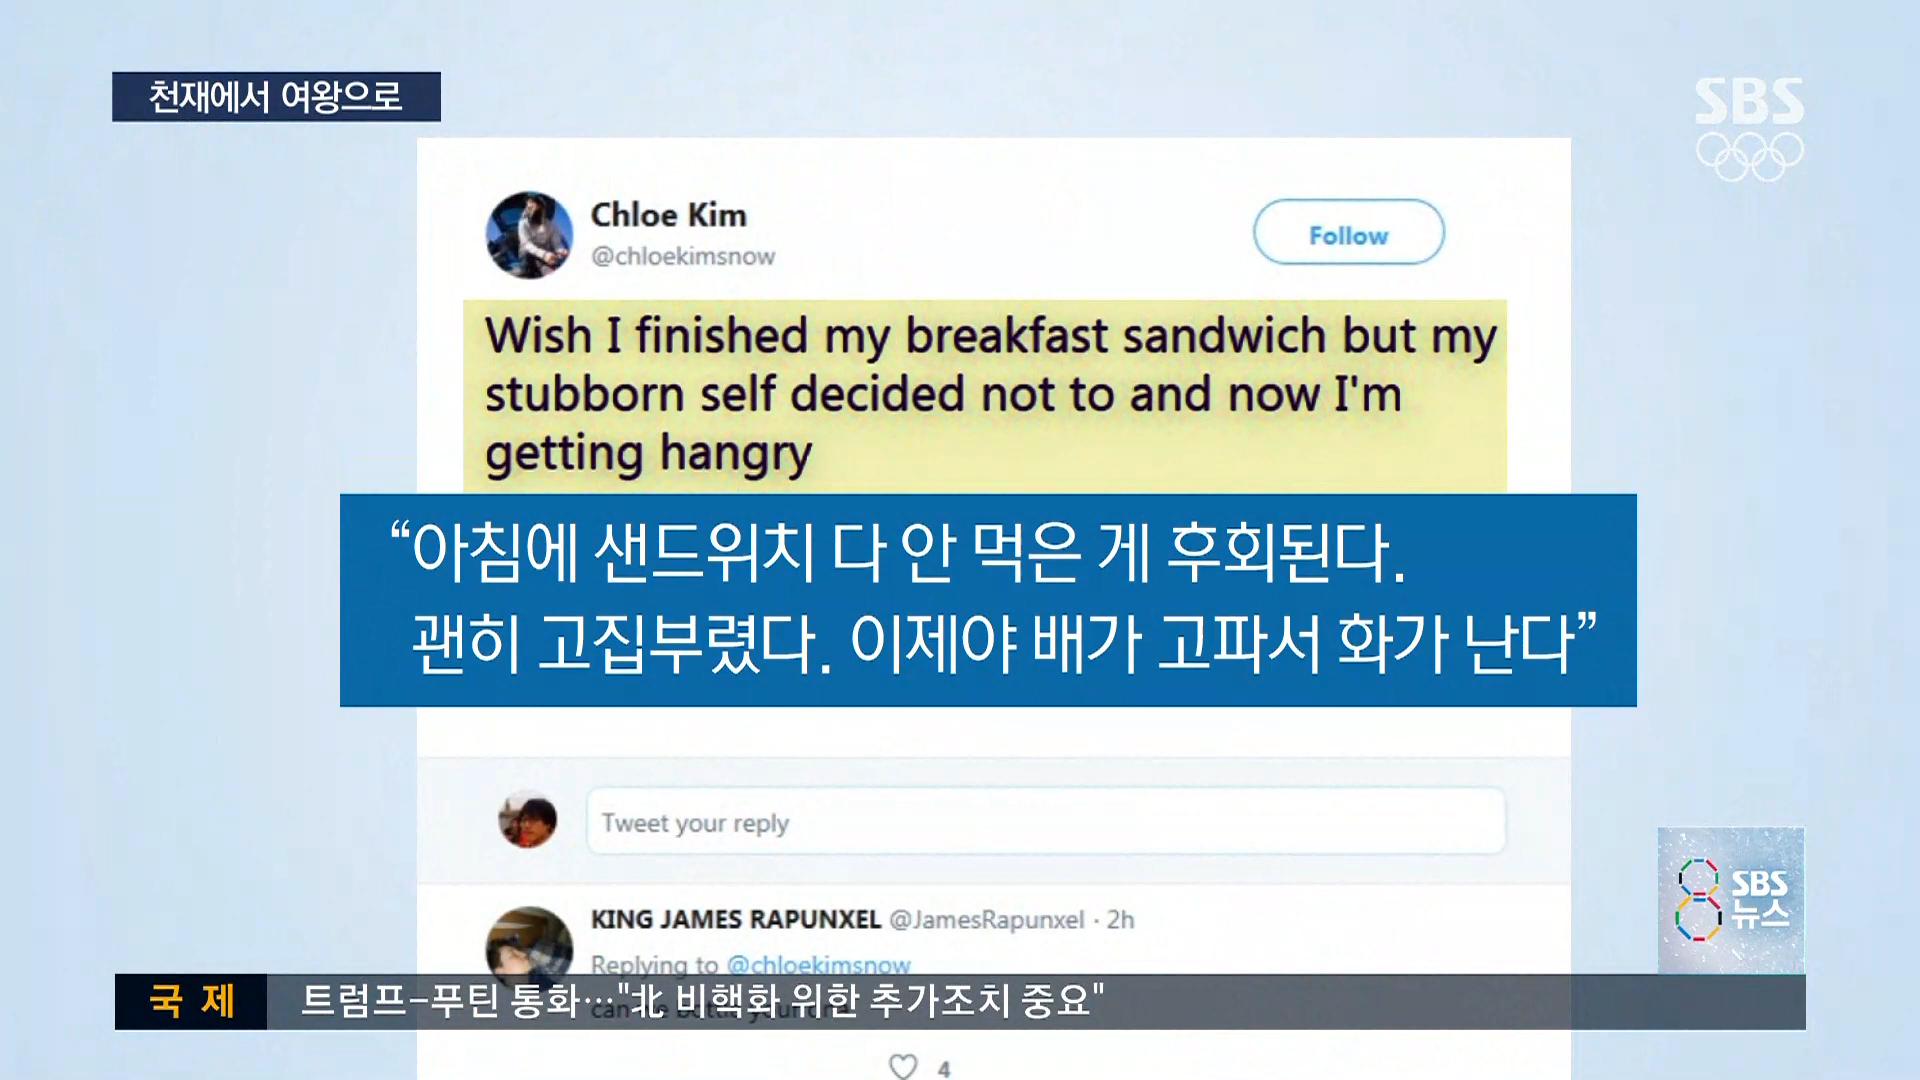 천재에서 여왕으로
SBS
Chloe Kim
@chloekimsnow
Follow
Wish I finished my breakfast sandwich but my
stubborn self decided not to and now I'm
getting hangry
“아침에 샌드위치 다 안 먹은 게 후회된다.
괜히 고집부렸다. 이제야 배가 고파서 화가 난다”
Tweet your reply
KING JAMES RAPUNXEL @JamesRapunxel · 2h
Replying to @chloekimsnow
8 SBS
뉴스
국 제 트럼프-푸틴 통화…"北 비핵화 위한 추가조치 중요"
4